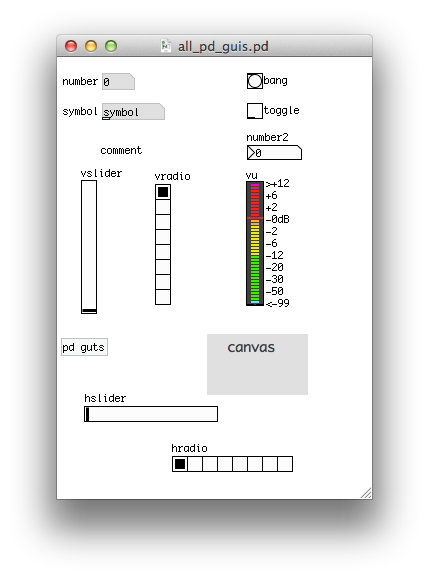 all_pd_guis.pd
number 0
bang
symbol symbol
toggle
number2
0
comment
vslider
vradio
vu
>+12
+6
+2
-0dB
-2
-6
-12
-20
-30
-50
<-99
pd guts
canvas
hslider
hradio